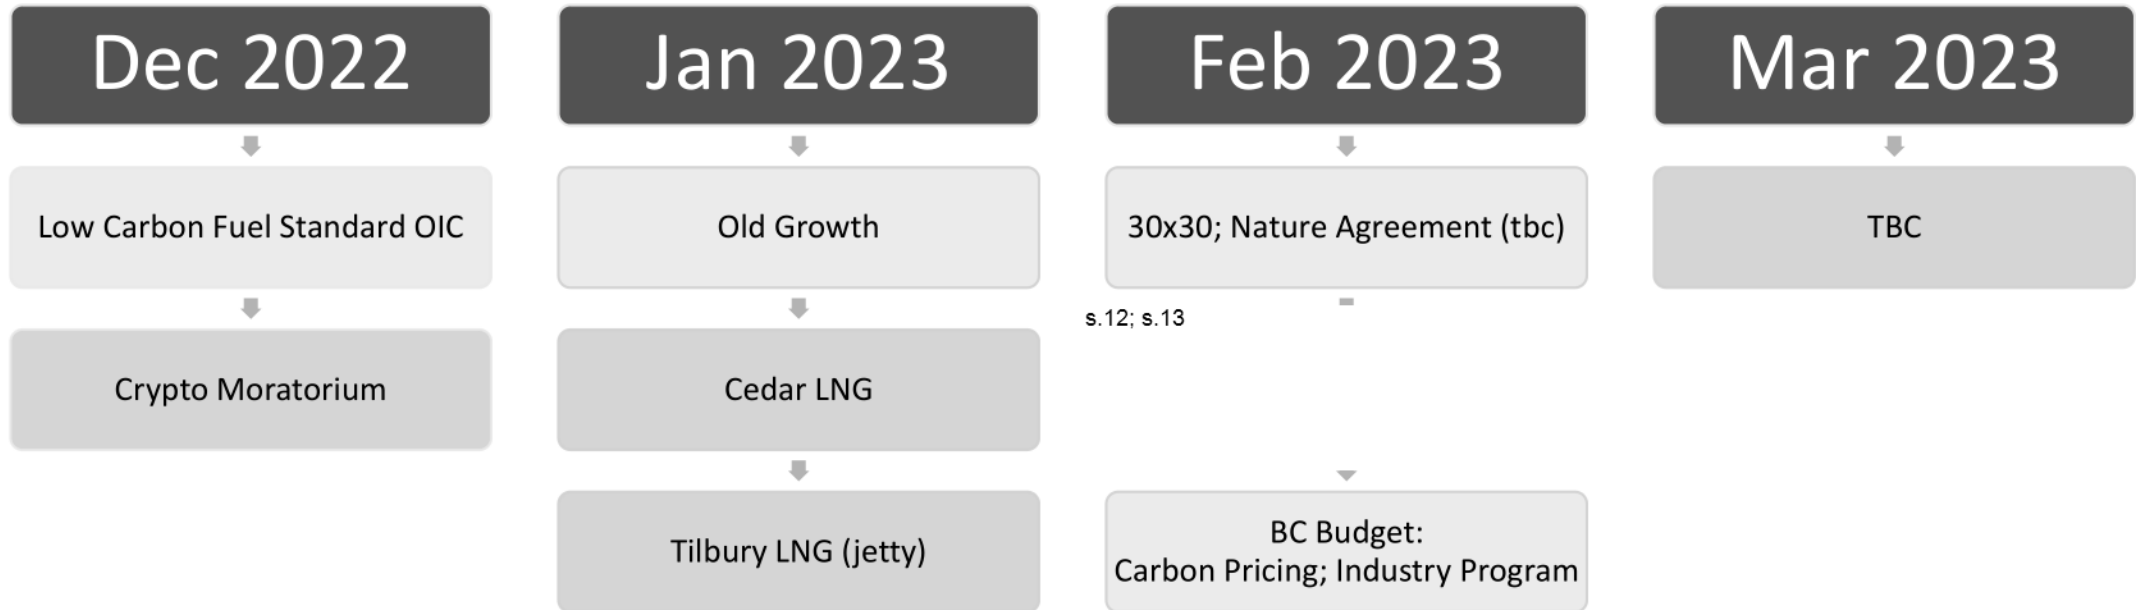 Dec 2022
Low Carbon Fuel Standard OIC
Crypto Moratorium
Jan 2023
Old Growth
Cedar LNG
Tilbury LNG (jetty)
Feb 2023
30x30; Nature Agreement (tbc)
s.12; s.13
BC Budget:
Carbon Pricing; Industry Program
Mar 2023
TBC